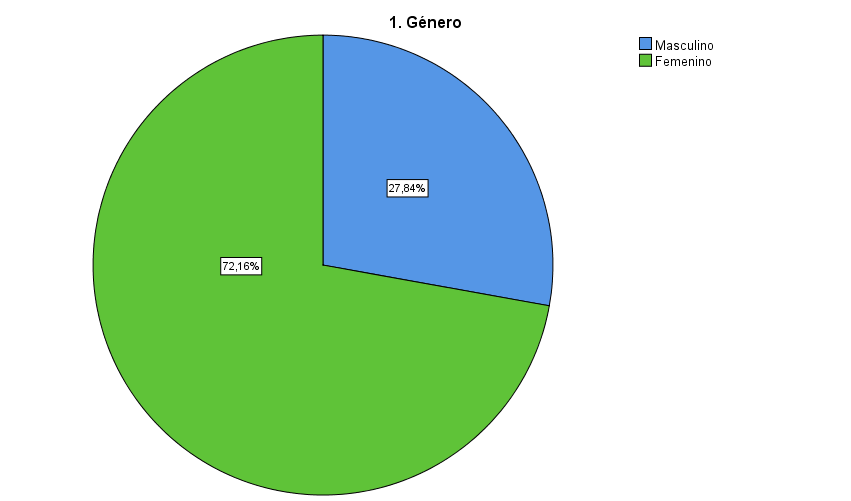 1. Género
Masculino
Femenino
27,84%
72,16%